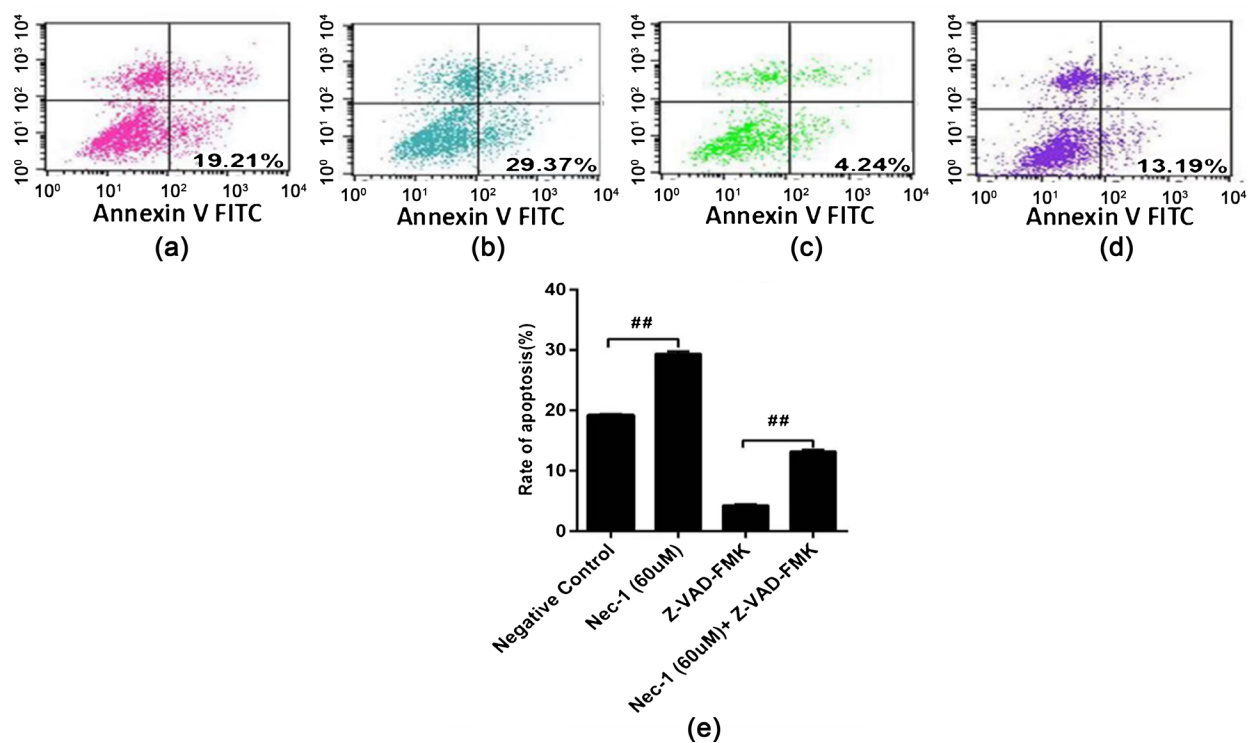 10⁰ 10¹ 10² 10³ 10⁴
19.21%
10⁰ 10¹ 10² 10³ 10⁴
Annexin V FITC
(a)
10⁰ 10¹ 10² 10³ 10⁴
29.37%
10⁰ 10¹ 10² 10³ 10⁴
Annexin V FITC
(b)
10⁰ 10¹ 10² 10³ 10⁴
4.24%
10⁰ 10¹ 10² 10³ 10⁴
Annexin V FITC
(c)
10⁰ 10¹ 10² 10³ 10⁴
13.19%
10⁰ 10¹ 10² 10³ 10⁴
Annexin V FITC
(d)
Rate of apoptosis(%)
40
30
20
10
0
##
##
Negative Control
Nec-1 (60uM)
Z-VAD-FMK
Nec-1 (60uM)+ Z-VAD-FMK
(e)